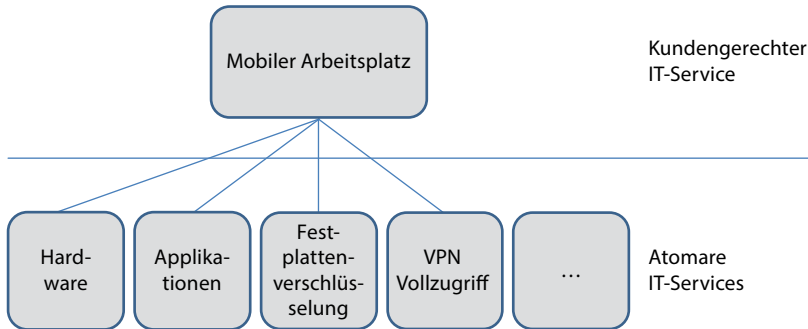 Mobiler Arbeitsplatz
Kundengerechter
IT-Service
Hard-
ware
Applika-
tionen
Fest-
platten-
verschlüs-
selung
VPN
Vollzugriff
...
Atomare
IT-Services